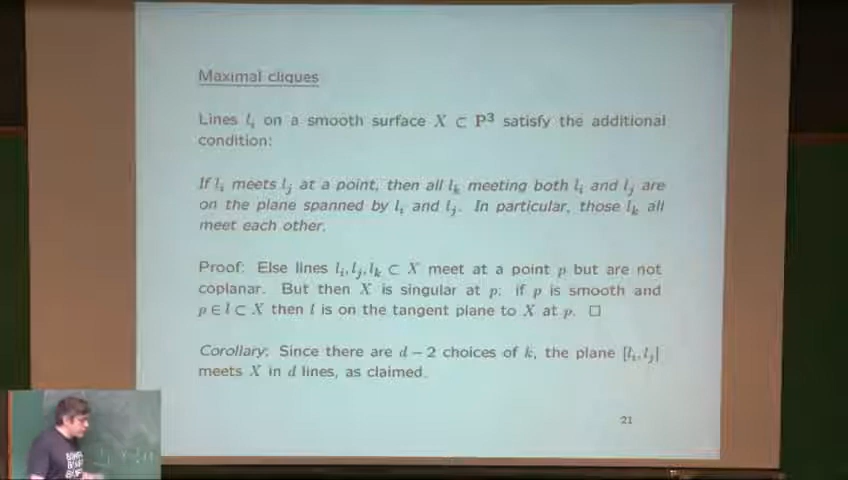 Maximal cliques
Lines l_i on a smooth surface X ⊂ P³ satisfy the additional
condition:
If l_i meets l_j at a point, then all l_k meeting both l_i and l_j are
on the plane spanned by l_i and l_j. In particular, those l_k all
meet each other.
Proof: Else lines l_i, l_j, l_k ⊂ X meet at a point p but are not
coplanar. But then X is singular at p: if p is smooth and
p ∈ l ⊂ X then l is on the tangent plane to X at p. □
Corollary: Since there are d − 2 choices of k, the plane [l_i, l_j]
meets X in d lines, as claimed.
21